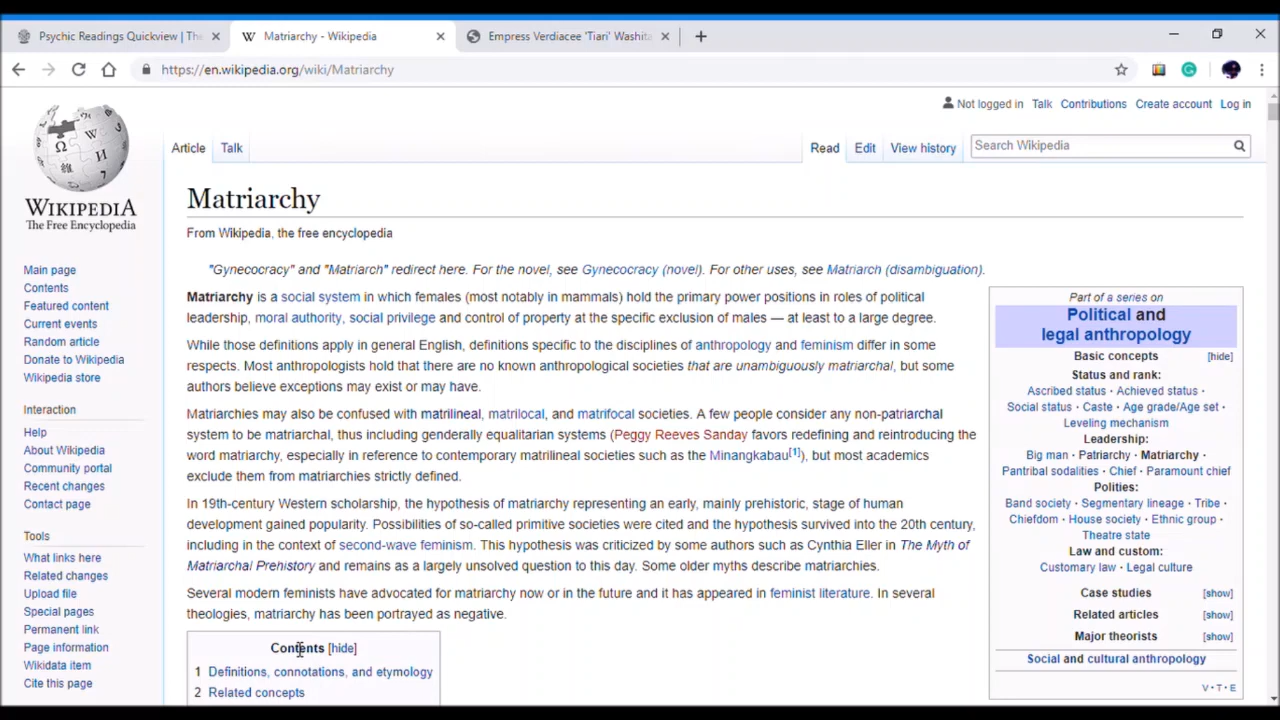 Psychic Readings Quickview | The
Matriarchy - Wikipedia
Empress Verdiacee 'Tiari' Washita
https://en.wikipedia.org/wiki/Matriarchy
Not logged in Talk Contributions Create account Log in
Article Talk Read Edit View history Search Wikipedia
WIKIPEDIA
The Free Encyclopedia
Main page
Contents
Featured content
Current events
Random article
Donate to Wikipedia
Wikipedia store
Interaction
Help
About Wikipedia
Community portal
Recent changes
Contact page
Tools
What links here
Related changes
Upload file
Special pages
Permanent link
Page information
Wikidata item
Cite this page
Matriarchy
From Wikipedia, the free encyclopedia
"Gynecocracy" and "Matriarch" redirect here. For the novel, see Gynecocracy (novel). For other uses, see Matriarch (disambiguation).
Matriarchy is a social system in which females (most notably in mammals) hold the primary power positions in roles of political
leadership, moral authority, social privilege and control of property at the specific exclusion of males — at least to a large degree.
While those definitions apply in general English, definitions specific to the disciplines of anthropology and feminism differ in some
respects. Most anthropologists hold that there are no known anthropological societies that are unambiguously matriarchal, but some
authors believe exceptions may exist or may have.
Matriarchies may also be confused with matrilineal, matrilocal, and matrifocal societies. A few people consider any non-patriarchal
system to be matriarchal, thus including genderally equalitarian systems (Peggy Reeves Sanday favors redefining and reintroducing the
word matriarchy, especially in reference to contemporary matrilineal societies such as the Minangkabau[1]), but most academics
exclude them from matriarchies strictly defined.
In 19th-century Western scholarship, the hypothesis of matriarchy representing an early, mainly prehistoric, stage of human
development gained popularity. Possibilities of so-called primitive societies were cited and the hypothesis survived into the 20th century,
including in the context of second-wave feminism. This hypothesis was criticized by some authors such as Cynthia Eller in The Myth of
Matriarchal Prehistory and remains as a largely unsolved question to this day. Some older myths describe matriarchies.
Several modern feminists have advocated for matriarchy now or in the future and it has appeared in feminist literature. In several
theologies, matriarchy has been portrayed as negative.
Contents [hide]
1 Definitions, connotations, and etymology
2 Related concepts
Part of a series on
Political and
legal anthropology
Basic concepts [hide]
Status and rank:
Ascribed status · Achieved status ·
Social status · Caste · Age grade/Age set ·
Leveling mechanism
Leadership:
Big man · Patriarchy · Matriarchy ·
Pantribal sodalities · Chief · Paramount chief
Polities:
Band society · Segmentary lineage · Tribe ·
Chiefdom · House society · Ethnic group ·
Theatre state
Law and custom:
Customary law · Legal culture
Case studies [show]
Related articles [show]
Major theorists [show]
Social and cultural anthropology
V · T · E